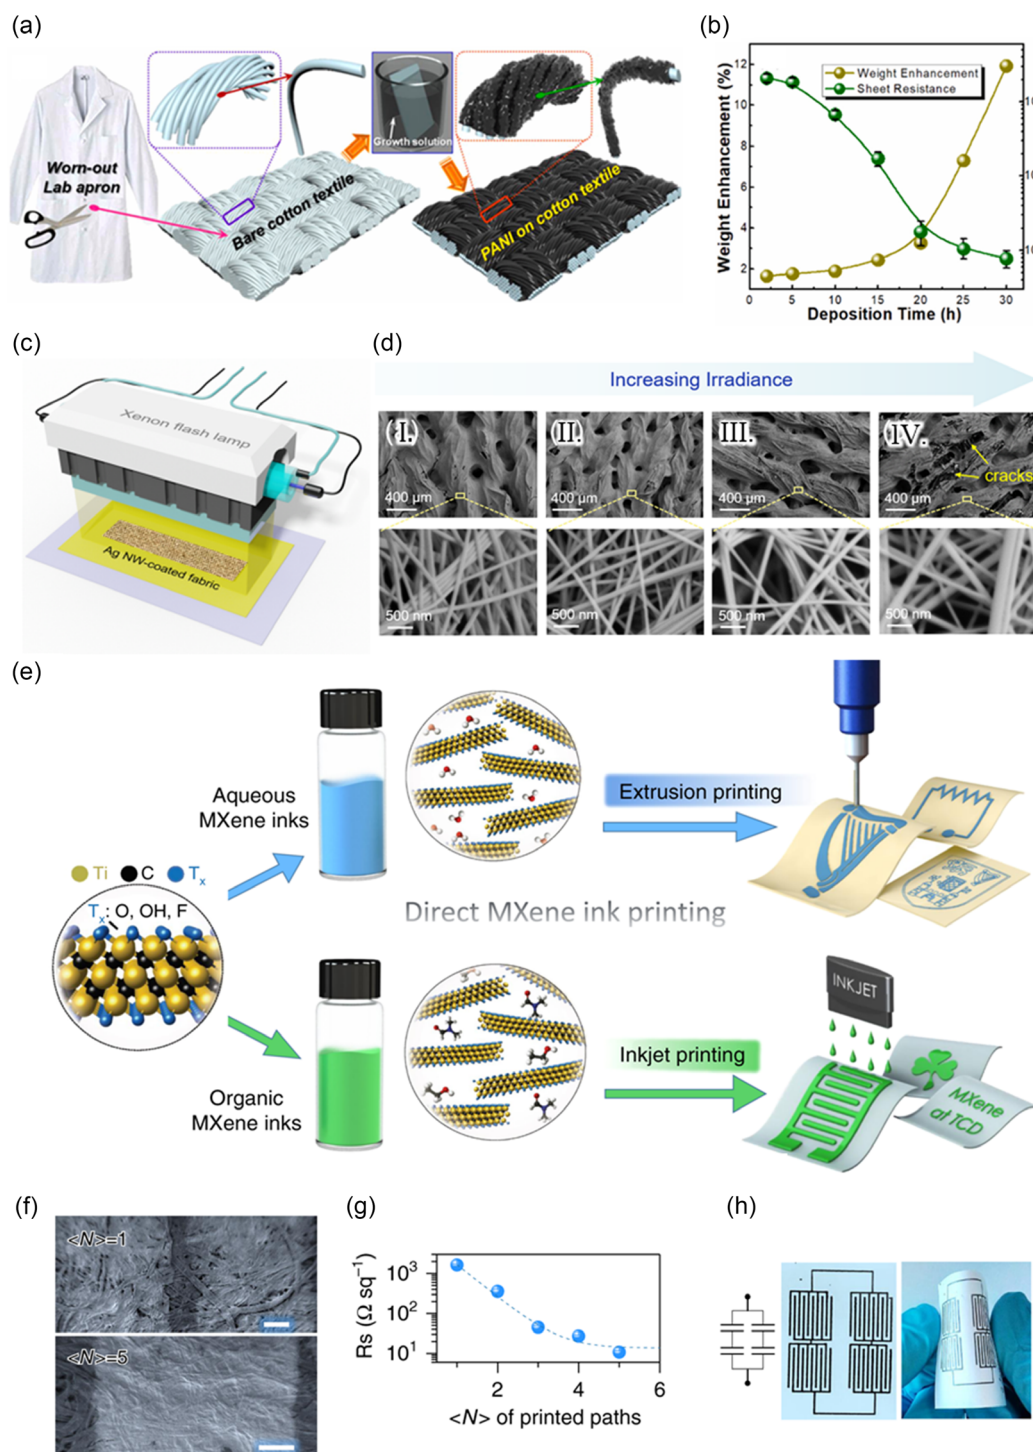 (a)
Worn-out
Lab apron
Growth solution
Bare cotton textile
PANI on cotton textile
(b)
Weight Enhancement
Sheet Resistance
Weight Enhancement (%)
12
10
8
6
4
2
0 5 10 15 20 25 30
Deposition Time (h)
(c)
Xenon flash lamp
Ag NW-coated fabric
(d)
Increasing Irradiance
I.
II.
III.
IV.
cracks
400 μm
400 μm
400 μm
400 μm
500 nm
500 nm
500 nm
500 nm
(e)
Aqueous
MXene inks
Extrusion printing
Ti C Tx
Tx: O, OH, F
Direct MXene ink printing
Organic
MXene inks
Inkjet printing
INKJET
MXene
at TCD
(f)
<N>=1
<N>=5
(g)
Rs (Ω sq⁻¹)
10³
10²
10¹
2 4 6
<N> of printed paths
(h)